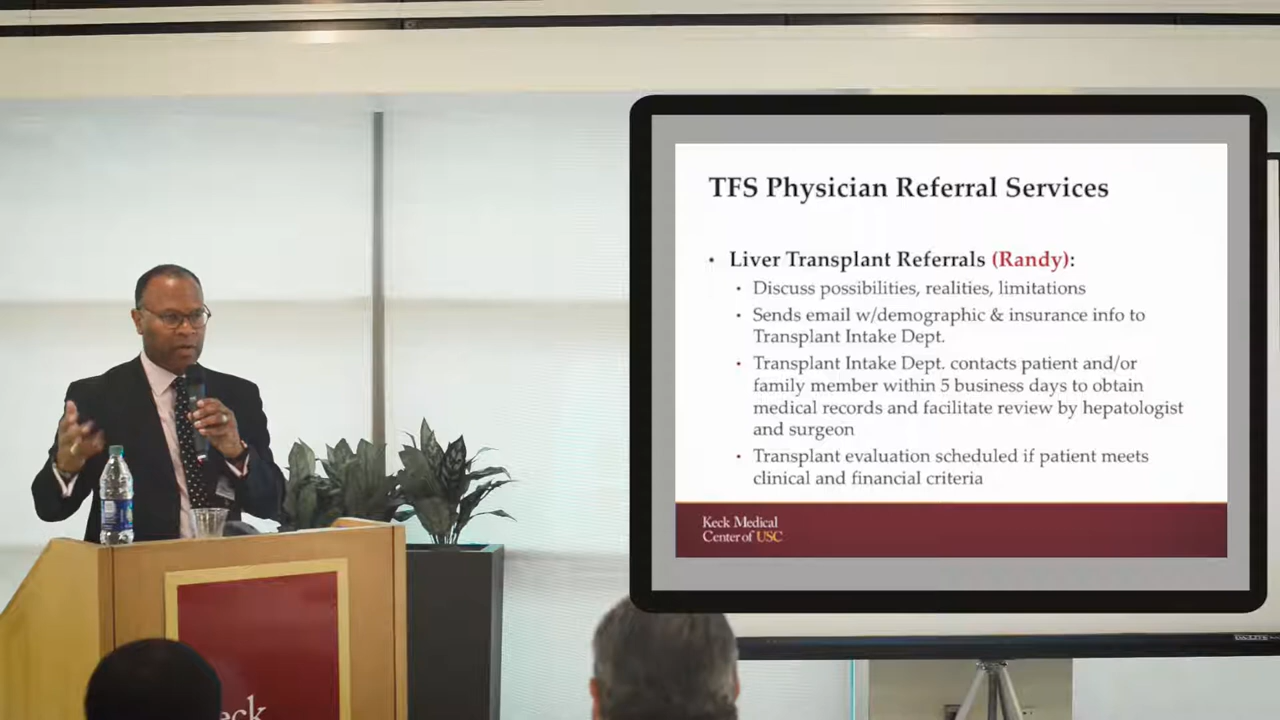 TFS Physician Referral Services
• Liver Transplant Referrals (Randy):
• Discuss possibilities, realities, limitations
• Sends email w/demographic & insurance info to
Transplant Intake Dept.
• Transplant Intake Dept. contacts patient and/or
family member within 5 business days to obtain
medical records and facilitate review by hepatologist
and surgeon
• Transplant evaluation scheduled if patient meets
clinical and financial criteria
Keck Medical
Center of USC
DA-LITE
eck